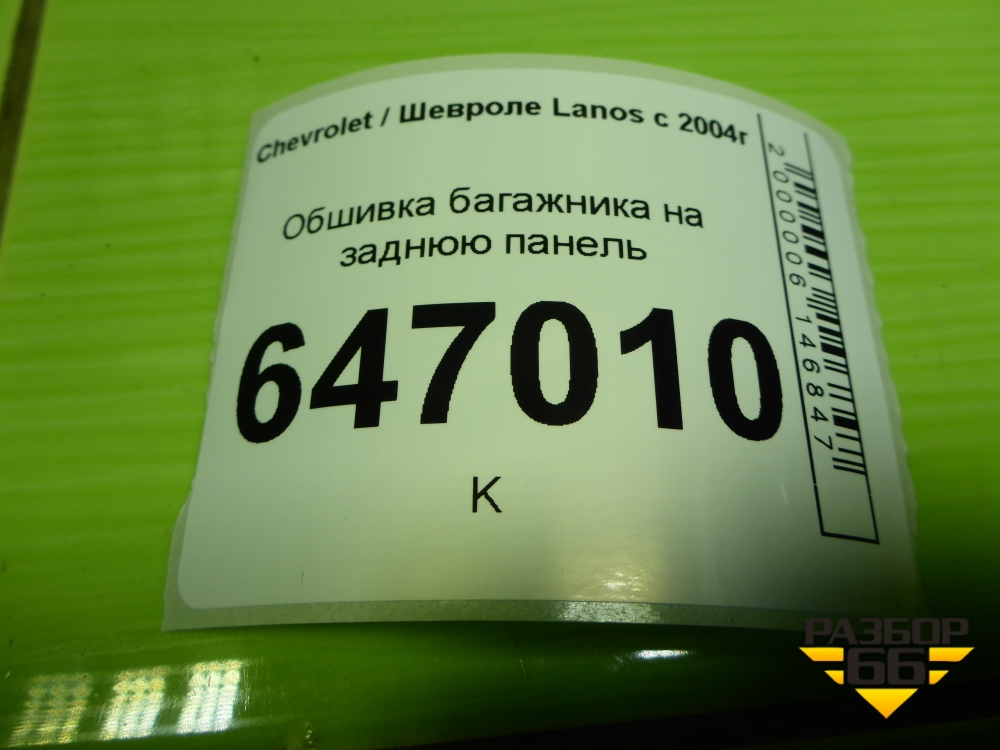 Chevrolet / Шевроле Lanos с 2004г
Обшивка багажника на
заднюю панель
647010
К
2000006146847
РАЗБОР
66